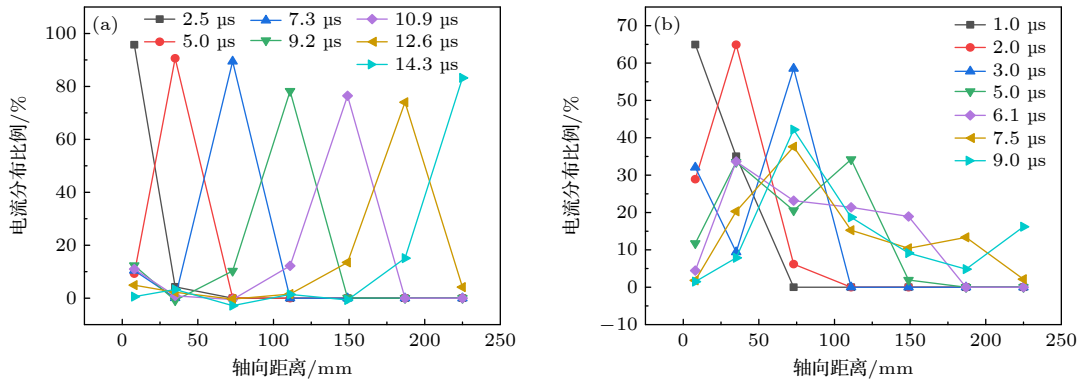 (a)
2.5 μs 7.3 μs 10.9 μs
5.0 μs 9.2 μs 12.6 μs
14.3 μs
100
80
60
40
20
0
电流分布比例/%
0 50 100 150 200 250
轴向距离/mm
(b)
1.0 μs
2.0 μs
3.0 μs
5.0 μs
6.1 μs
7.5 μs
9.0 μs
70
60
50
40
30
20
10
0
−10
电流分布比例/%
0 50 100 150 200 250
轴向距离/mm